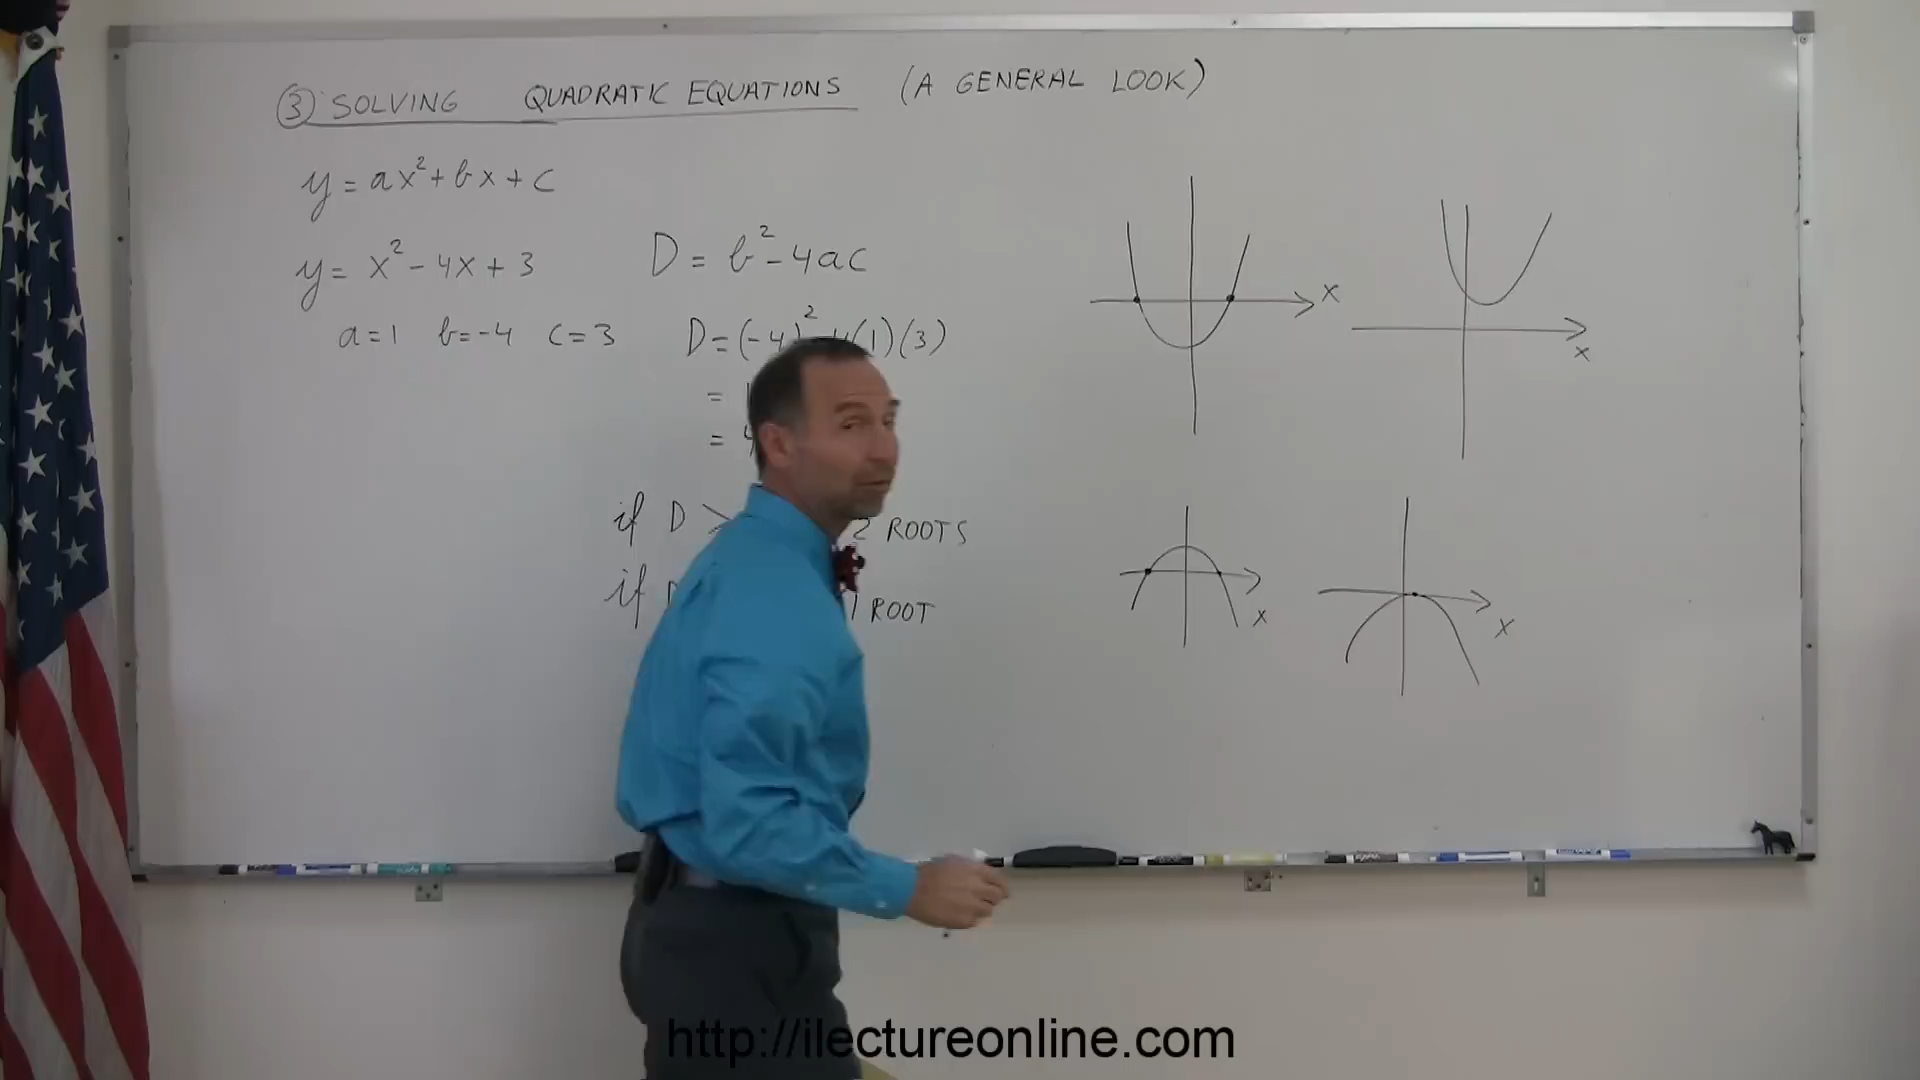 ③ SOLVING QUADRATIC EQUATIONS (A GENERAL LOOK)
y = ax² + bx + c
y = x² - 4x + 3
a = 1 b = -4 c = 3
D = b² - 4ac
D = (-4)² - 4(1)(3)
=
=
if D > 2 ROOTS
if 1 ROOT
x
x
x
x
http://ilectureonline.com